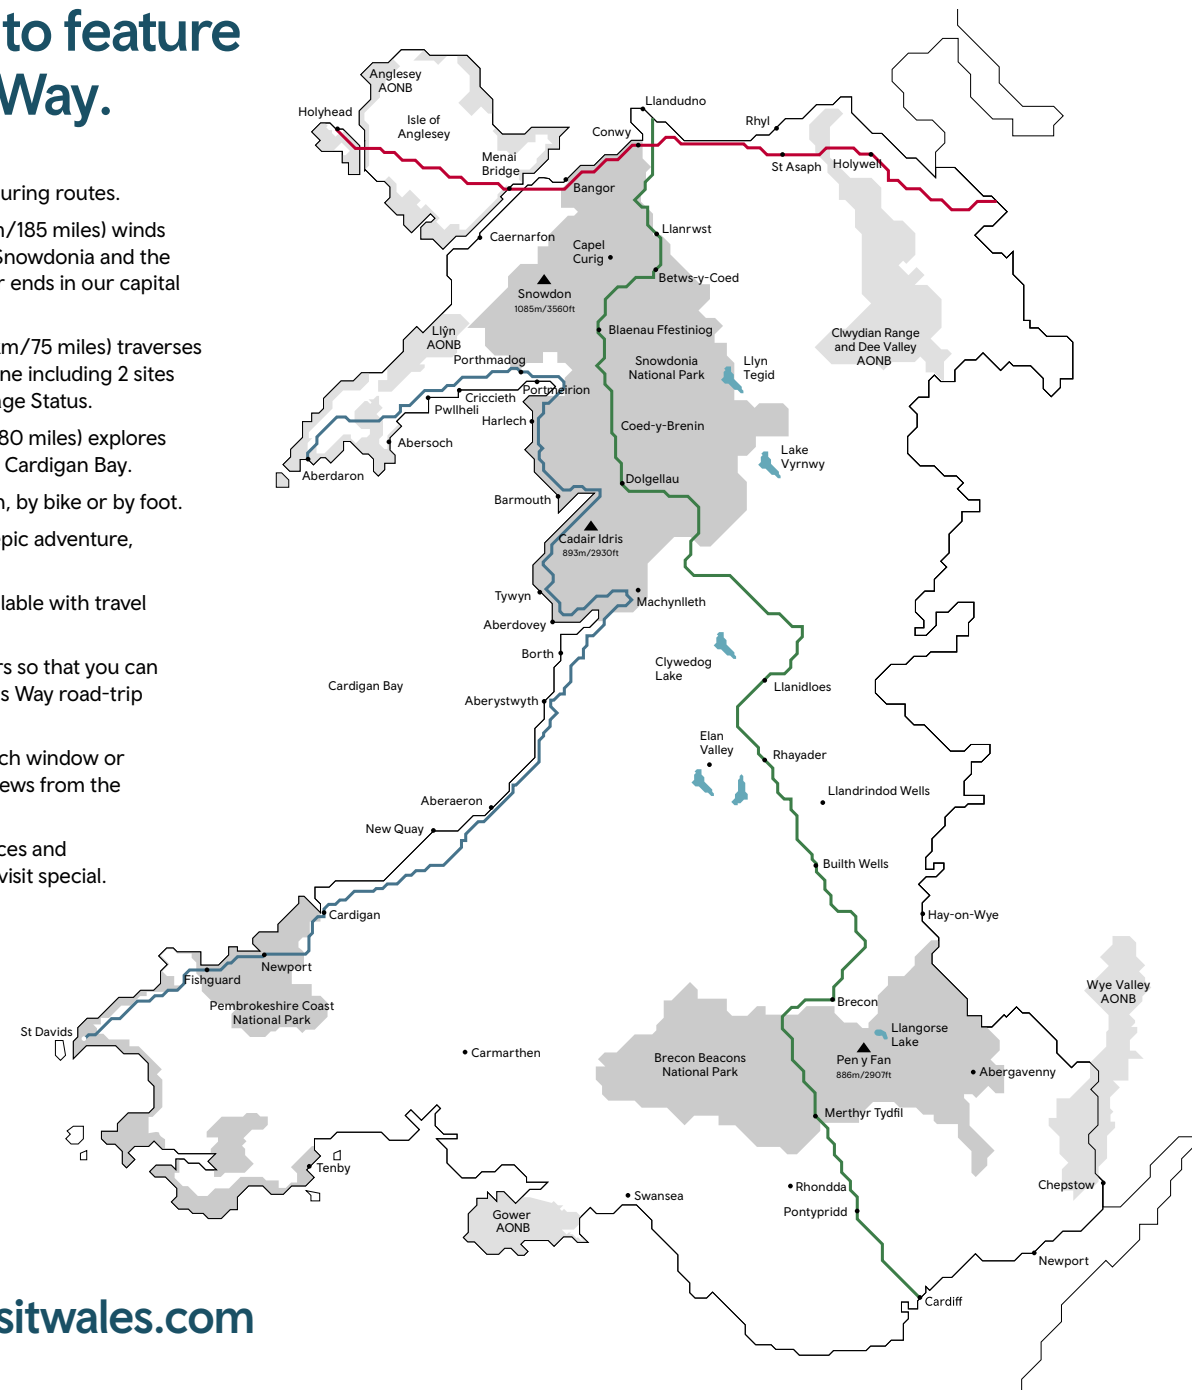 to feature
Way.
uring routes.
/185 miles) winds
Snowdonia and the
r ends in our capital
m/75 miles) traverses
ne including 2 sites
ge Status.
80 miles) explores
Cardigan Bay.
, by bike or by foot.
epic adventure,
lable with travel
rs so that you can
s Way road-trip
ch window or
iews from the
ces and
visit special.
sitwales.com
Anglesey
AONB
Holyhead
Isle of
Anglesey
Menai
Bridge
Llandudno
Conwy
Rhyl
St Asaph
Holywell
Bangor
Caernarfon
Capel
Curig
Llanrwst
Betws-y-Coed
Snowdon
1085m/3560ft
Llŷn
AONB
Blaenau Ffestiniog
Clwydian Range
and Dee Valley
AONB
Porthmadog
Snowdonia
National Park
Llyn
Tegid
Portmeirion
Criccieth
Pwllheli
Harlech
Coed-y-Brenin
Abersoch
Lake
Vyrnwy
Aberdaron
Dolgellau
Barmouth
Cadair Idris
893m/2930ft
Tywyn
Machynlleth
Aberdovey
Borth
Clywedog
Lake
Cardigan Bay
Llanidloes
Aberystwyth
Elan
Valley
Rhayader
Llandrindod Wells
Aberaeron
New Quay
Builth Wells
Cardigan
Hay-on-Wye
Newport
Fishguard
Wye Valley
AONB
Brecon
Pembrokeshire Coast
National Park
St Davids
Llangorse
Lake
Carmarthen
Brecon Beacons
National Park
Pen y Fan
886m/2907ft
Abergavenny
Merthyr Tydfil
Tenby
Chepstow
Rhondda
Swansea
Pontypridd
Gower
AONB
Newport
Cardiff